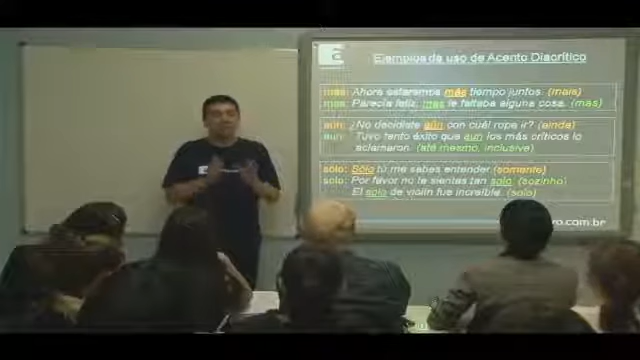 Ejemplos de uso de Acento Diacrítico
más: Ahora estaremos más tiempo juntos. (mais)
mas: Parecía feliz, mas le faltaba alguna cosa. (mas)
aún: ¿No decidiste aún con cuál ropa ir? (ainda)
aun: Tuvo tanto éxito que aun los más críticos lo
aclamaron. (até mesmo, inclusive)
sólo: Sólo tú me sabes entender (somente)
solo: Por favor no te sientas tan solo. (sozinho)
El solo de violín fue increíble. (solo)